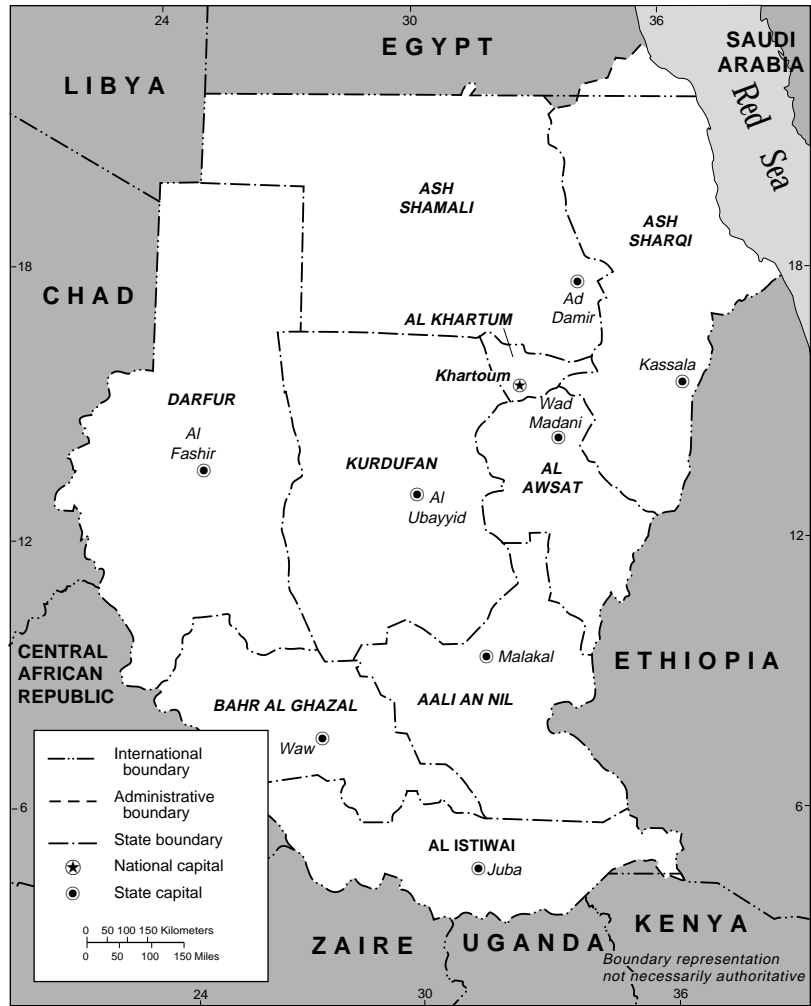 24
30
36
EGYPT
SAUDI
ARABIA
LIBYA
Red Sea
ASH
SHAMALI
ASH
SHARQI
18
18
CHAD
Ad
Damir
AL KHARTUM
Khartoum
Kassala
DARFUR
Wad
Madani
Al
Fashir
KURDUFAN
AL
AWSAT
Al
Ubayyid
12
12
CENTRAL
AFRICAN
REPUBLIC
Malakal
ETHIOPIA
BAHR AL GHAZAL
AALI AN NIL
Waw
International
boundary
Administrative
boundary
State boundary
National capital
State capital
0 50 100 150 Kilometers
0 50 100 150 Miles
6
6
AL ISTIWAI
Juba
ZAIRE
UGANDA
KENYA
Boundary representation
not necessarily authoritative
24
30
36